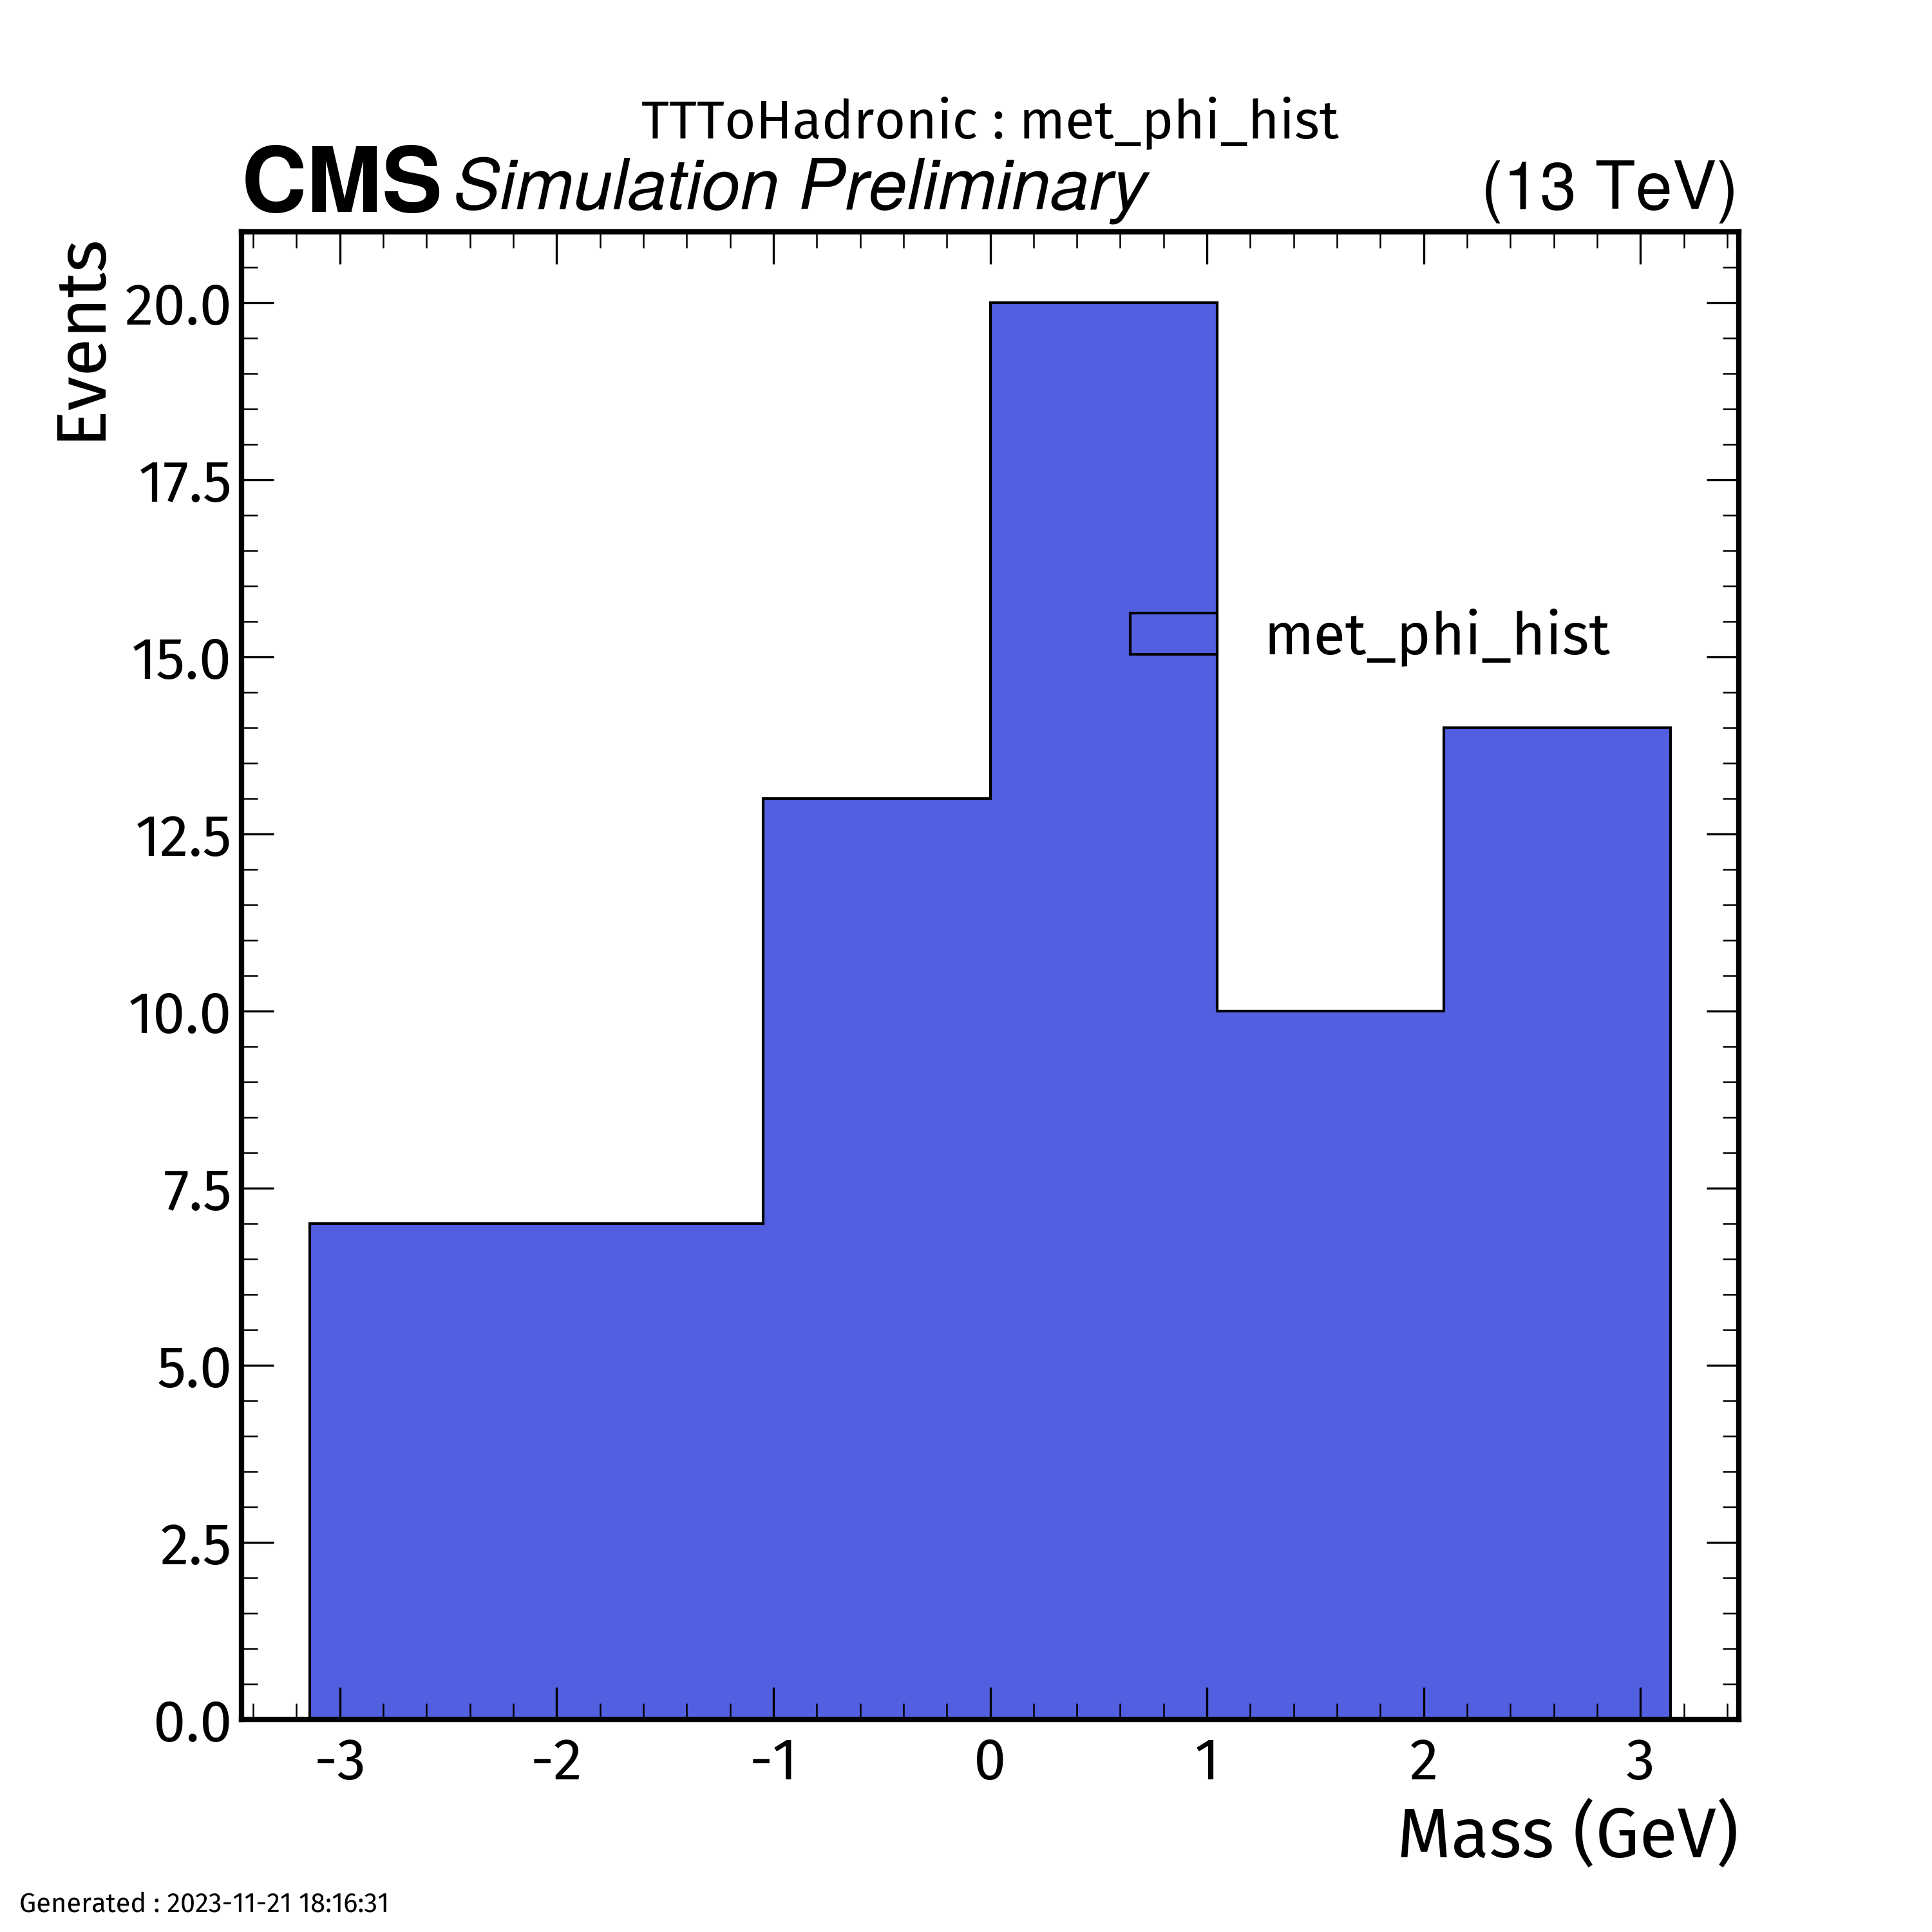 TTToHadronic : met_phi_hist
CMS Simulation Preliminary (13 TeV)
Events
20.0
17.5
15.0
12.5
10.0
7.5
5.0
2.5
0.0
met_phi_hist
-3 -2 -1 0 1 2 3
Mass (GeV)
Generated : 2023-11-21 18:16:31